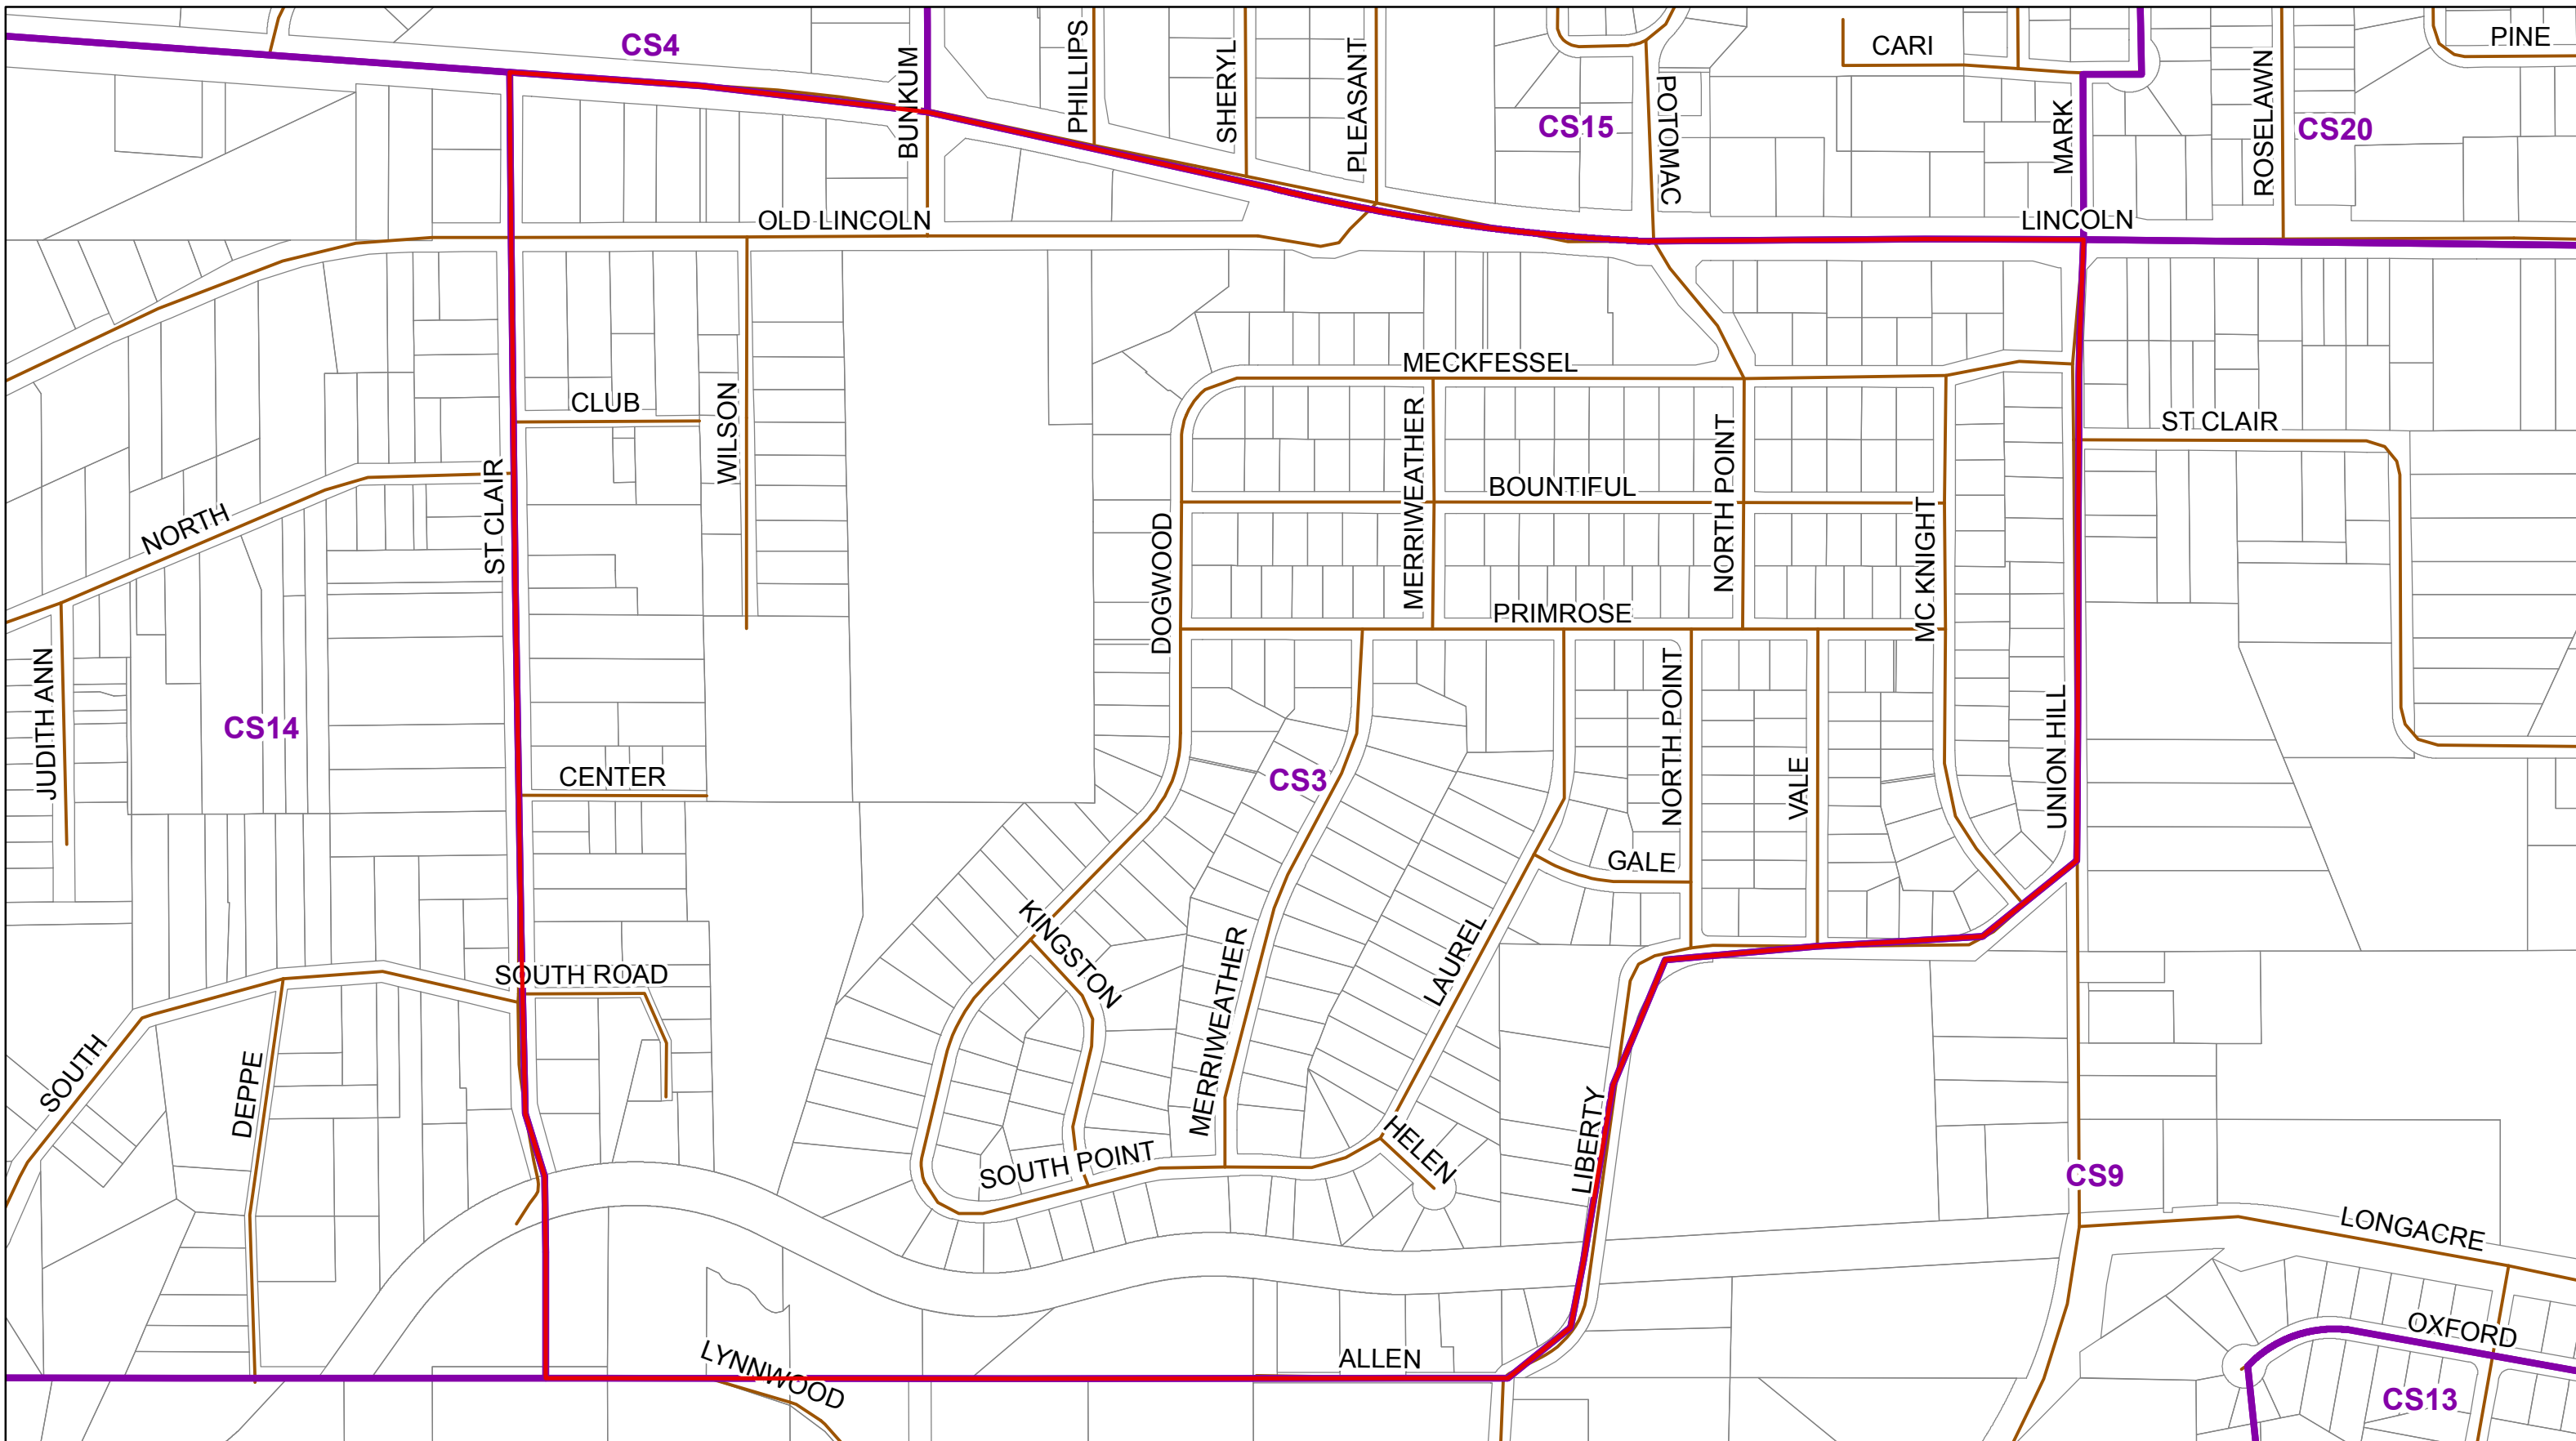 CS4
BUNKUM
PHILLIPS
SHERYL
PLEASANT
CS15
POTOMAC
CARI
MARK
ROSELAWN
CS20
PINE
OLD LINCOLN
LINCOLN
MECKFESSEL
CLUB
WILSON
MERRIWEATHER
NORTH POINT
ST CLAIR
ST CLAIR
NORTH
BOUNTIFUL
DOGWOOD
MC KNIGHT
PRIMROSE
JUDITH ANN
CS14
CENTER
CS3
NORTH POINT
VALE
UNION HILL
GALE
KINGSTON
MERRIWEATHER
LAUREL
SOUTH ROAD
SOUTH
DEPPE
SOUTH POINT
HELEN
LIBERTY
CS9
LONGACRE
OXFORD
LYNNWOOD
ALLEN
CS13